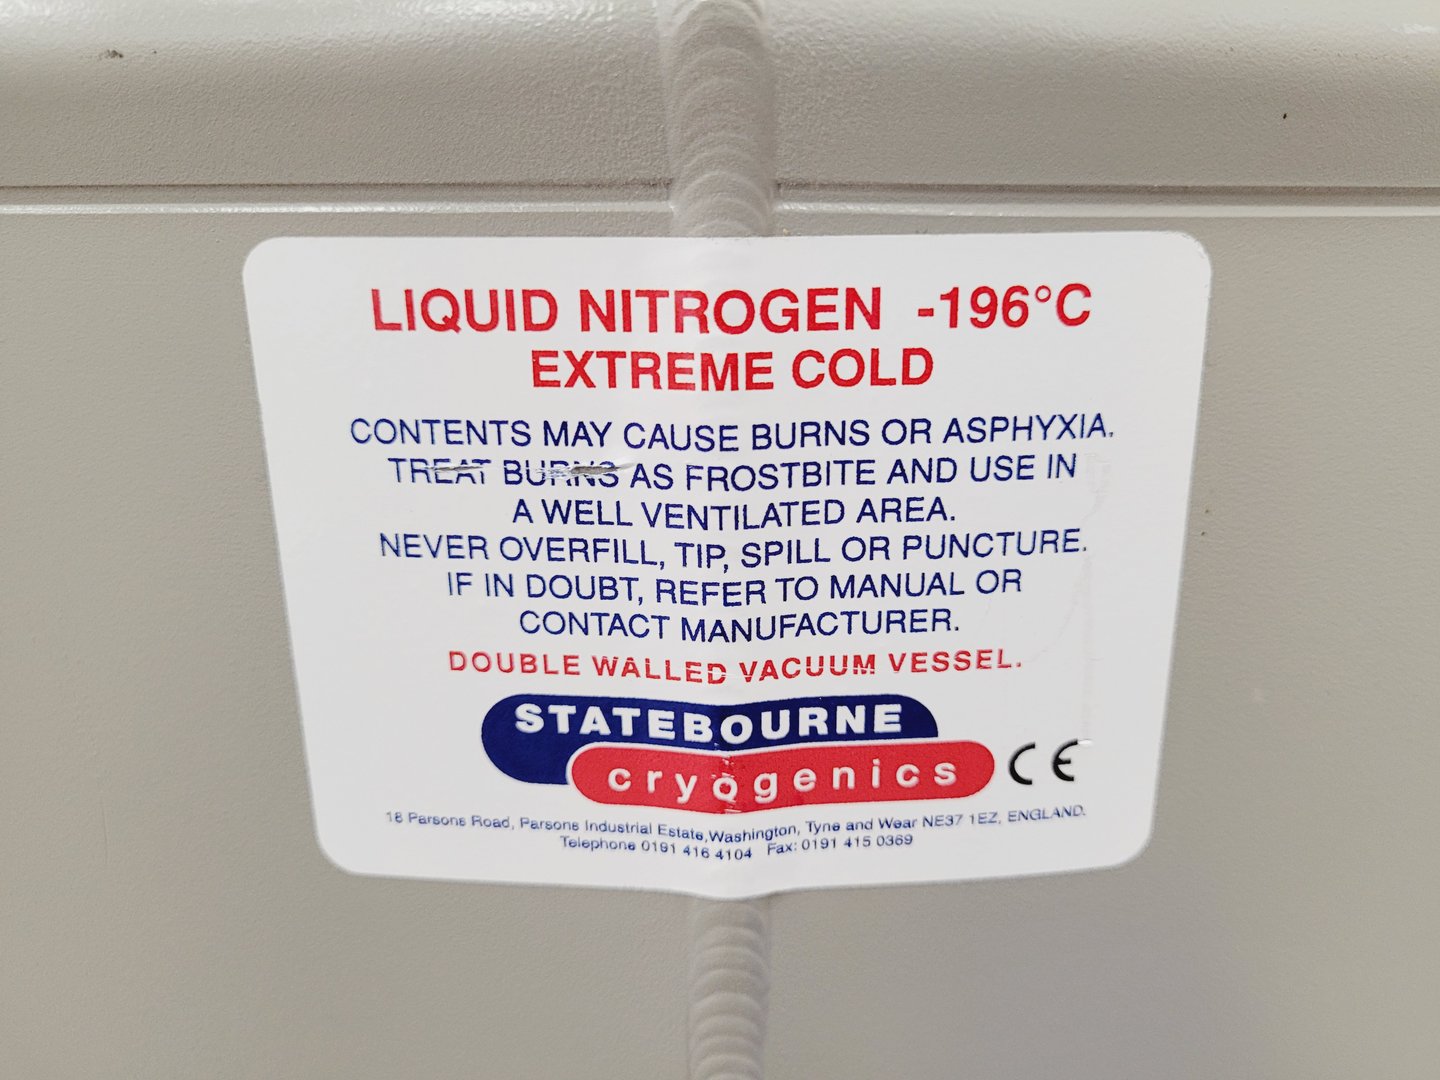 LIQUID NITROGEN -196°C
EXTREME COLD
CONTENTS MAY CAUSE BURNS OR ASPHYXIA.
TREAT BURNS AS FROSTBITE AND USE IN
A WELL VENTILATED AREA.
NEVER OVERFILL, TIP, SPILL OR PUNCTURE.
IF IN DOUBT, REFER TO MANUAL OR
CONTACT MANUFACTURER.
DOUBLE WALLED VACUUM VESSEL.
STATEBOURNE
cryogenics
CE
18 Parsons Road, Parsons Industrial Estate,Washington, Tyne and Wear NE37 1EZ, ENGLAND.
Telephone 0191 416 4104 Fax: 0191 415 0369